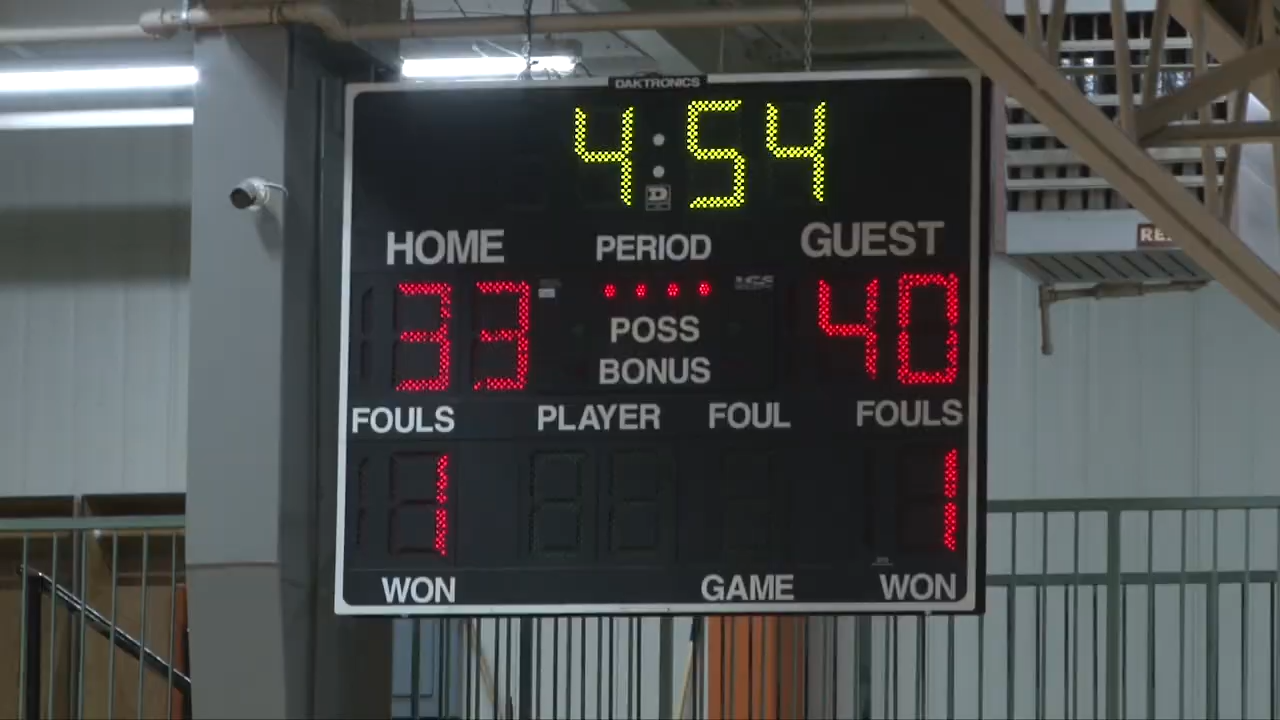 DAKTRONICS
4:54
D
HOME PERIOD GUEST
33 40
POSS
BONUS
FOULS PLAYER FOUL FOULS
1 1
WON GAME WON